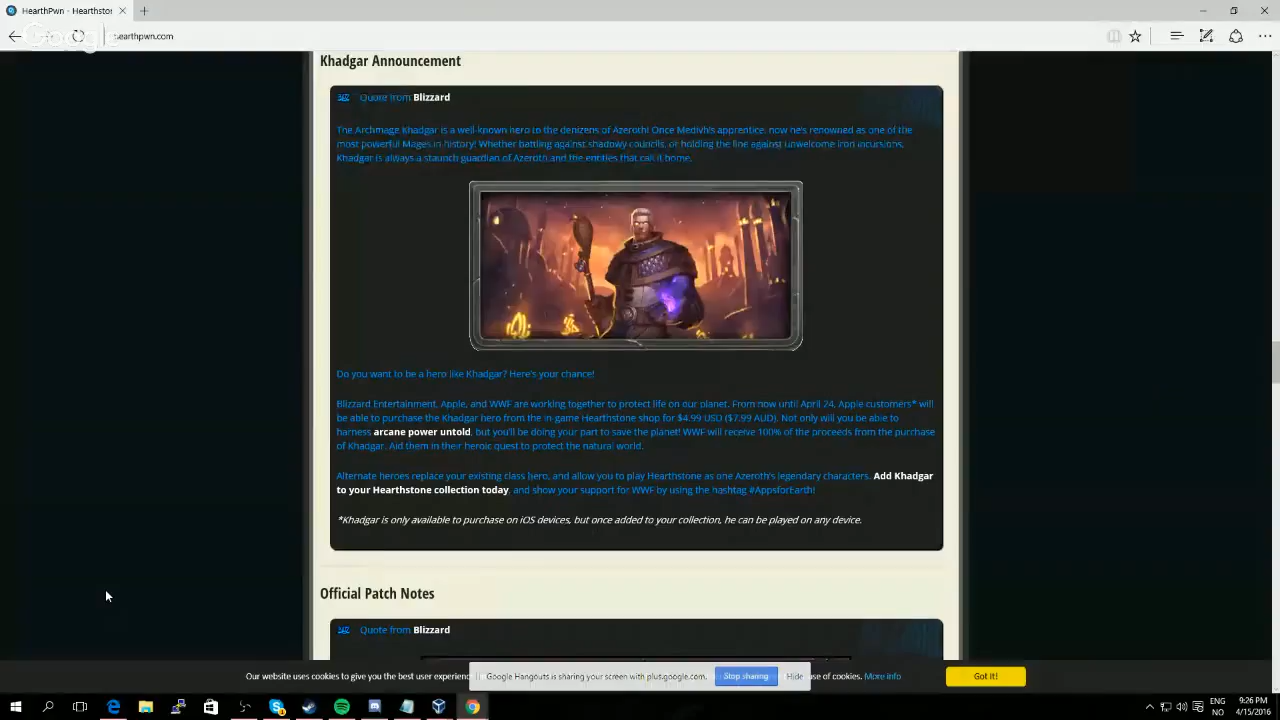 HearthPwn - Hearthstor
Google
earthpwn.com
Khadgar Announcement
Quote from Blizzard
The Archmage Khadgar is a well-known hero to the denizens of Azeroth! Once Medivh's apprentice, now he's renowned as one of the
most powerful Mages in history! Whether battling against shadowy councils, or holding the line against unwelcome iron incursions,
Khadgar is always a staunch guardian of Azeroth and the entities that call it home.
Do you want to be a hero like Khadgar? Here's your chance!
Blizzard Entertainment, Apple, and WWF are working together to protect life on our planet. From now until April 24, Apple customers* will
be able to purchase the Khadgar hero from the in-game Hearthstone shop for $4.99 USD ($7.99 AUD). Not only will you be able to
harness arcane power untold, but you'll be doing your part to save the planet! WWF will receive 100% of the proceeds from the purchase
of Khadgar. Aid them in their heroic quest to protect the natural world.
Alternate heroes replace your existing class hero, and allow you to play Hearthstone as one Azeroth's legendary characters. Add Khadgar
to your Hearthstone collection today, and show your support for WWF by using the hashtag #AppsforEarth!
*Khadgar is only available to purchase on iOS devices, but once added to your collection, he can be played on any device.
Official Patch Notes
Quote from Blizzard
Our website uses cookies to give you the best user experienc
Google Hangouts is sharing your screen with plus.google.com. Stop sharing Hide
use of cookies. More info Got it!
ENG 9:26 PM
NO 4/15/2016